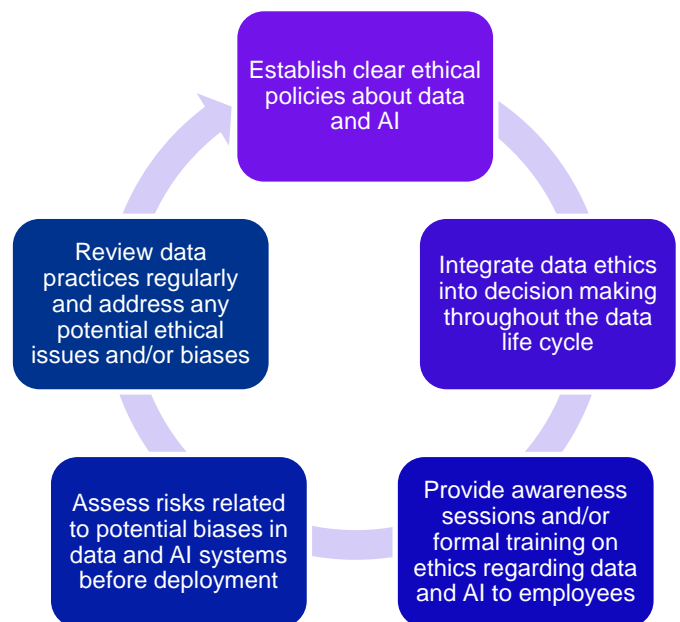 Establish clear ethical
policies about data
and AI
Integrate data ethics
into decision making
throughout the data
life cycle
Provide awareness
sessions and/or
formal training on
ethics regarding data
and AI to employees
Assess risks related
to potential biases in
data and AI systems
before deployment
Review data
practices regularly
and address any
potential ethical
issues and/or biases